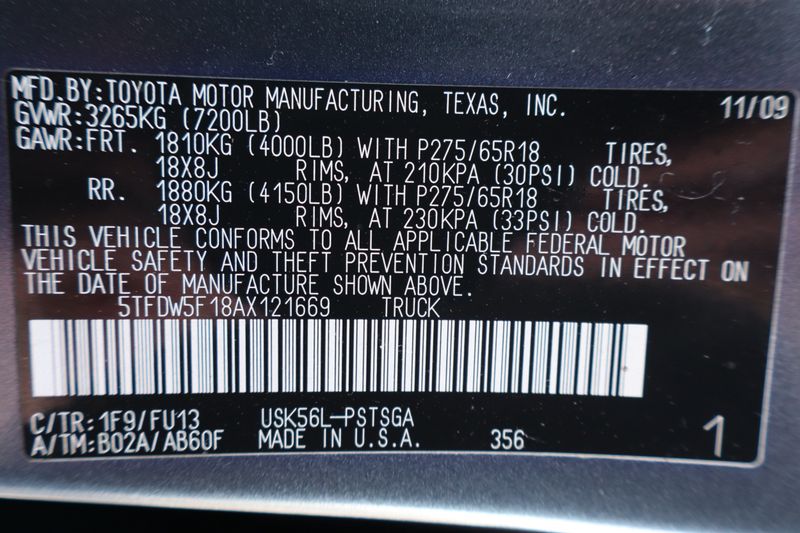 MFD.BY:TOYOTA MOTOR MANUFACTURING, TEXAS, INC. 11/09
GVWR:3265KG (7200LB)
GAWR:FRT. 1810KG (4000LB) WITH P275/65R18 TIRES,
18X8J RIMS, AT 210KPA (30PSI) COLD.
RR. 1880KG (4150LB) WITH P275/65R18 TIRES,
18X8J RIMS, AT 230KPA (33PSI) COLD.
THIS VEHICLE CONFORMS TO ALL APPLICABLE FEDERAL MOTOR
VEHICLE SAFETY AND THEFT PREVENTION STANDARDS IN EFFECT ON
THE DATE OF MANUFACTURE SHOWN ABOVE.
5TFDW5F18AX121669 TRUCK
C/TR:1F9/FU13 USK56L-PSTSGA
A/TM:B02A/AB60F MADE IN U.S.A. 356 1